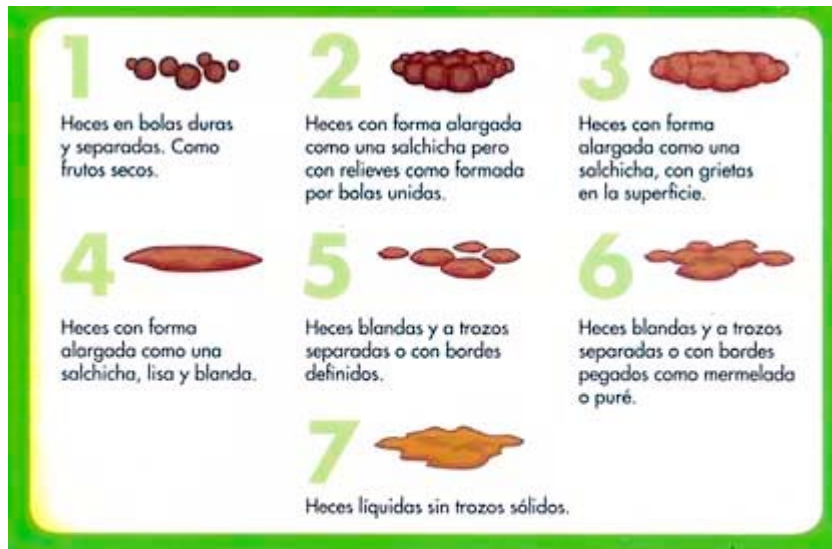 1
Heces en bolas duras
y separadas. Como
frutos secos.
2
Heces con forma alargada
como una salchicha pero
con relieves como formada
por bolas unidas.
3
Heces con forma
alargada como una
salchicha, con grietas
en la superficie.
4
Heces con forma
alargada como una
salchicha, lisa y blanda.
5
Heces blandas y a trozos
separadas o con bordes
definidos.
6
Heces blandas y a trozos
separadas o con bordes
pegados como mermelada
o puré.
7
Heces líquidas sin trozos sólidos.